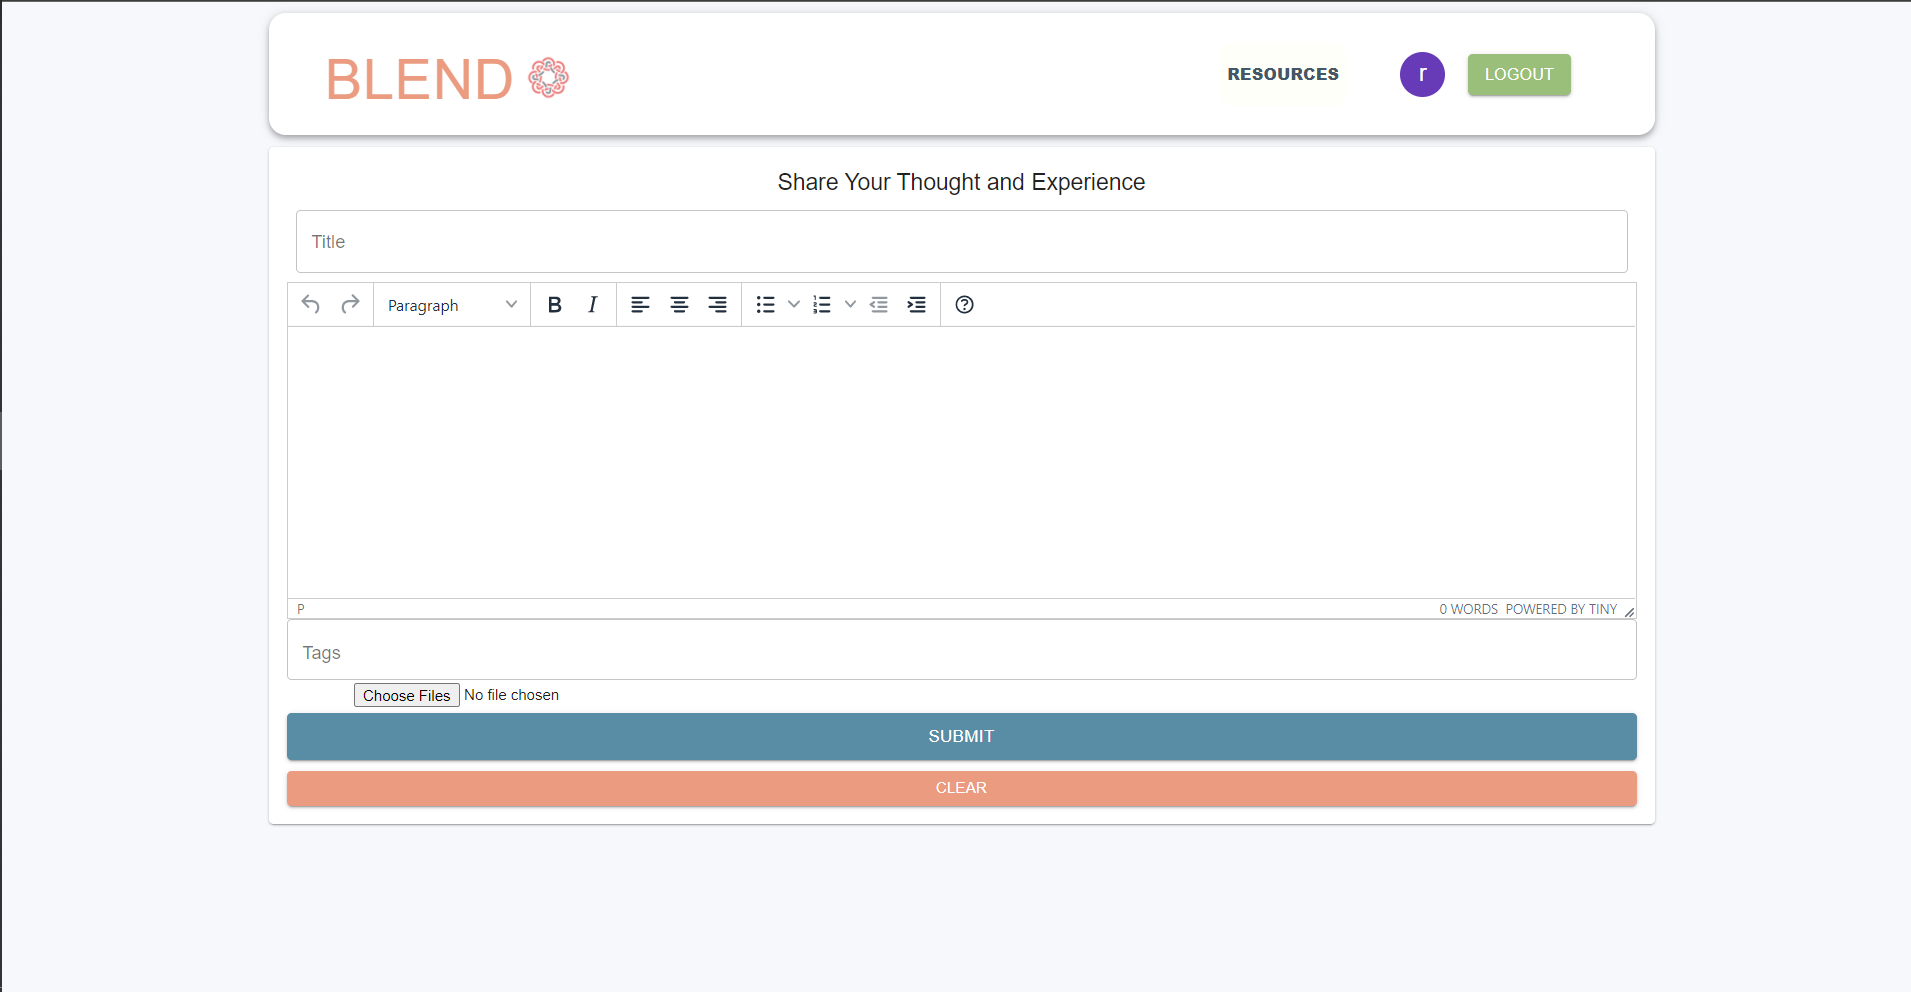 BLEND
RESOURCES
r
LOGOUT
Share Your Thought and Experience
Title
Paragraph
B I
P
0 WORDS POWERED BY TINY
Tags
Choose Files No file chosen
SUBMIT
CLEAR